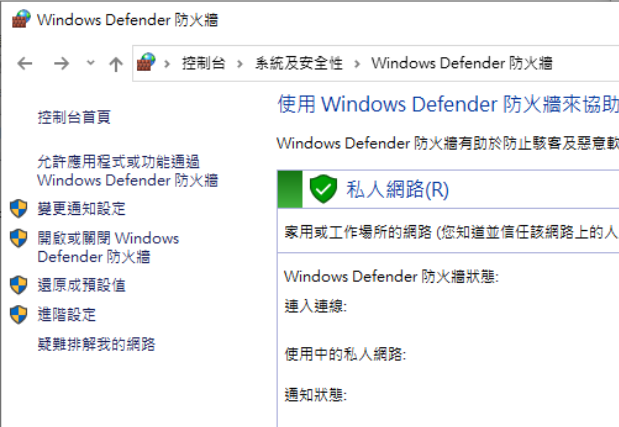 Windows Defender 防火牆
控制台 › 系統及安全性 › Windows Defender 防火牆
控制台首頁
允許應用程式或功能通過
Windows Defender 防火牆
變更通知設定
開啟或關閉 Windows
Defender 防火牆
還原成預設值
進階設定
疑難排解我的網路
使用 Windows Defender 防火牆來協助
Windows Defender 防火牆有助於防止駭客及惡意軟
私人網路(R)
家用或工作場所的網路 (您知道並信任該網路上的人
Windows Defender 防火牆狀態:
連入連線:
使用中的私人網路:
通知狀態: